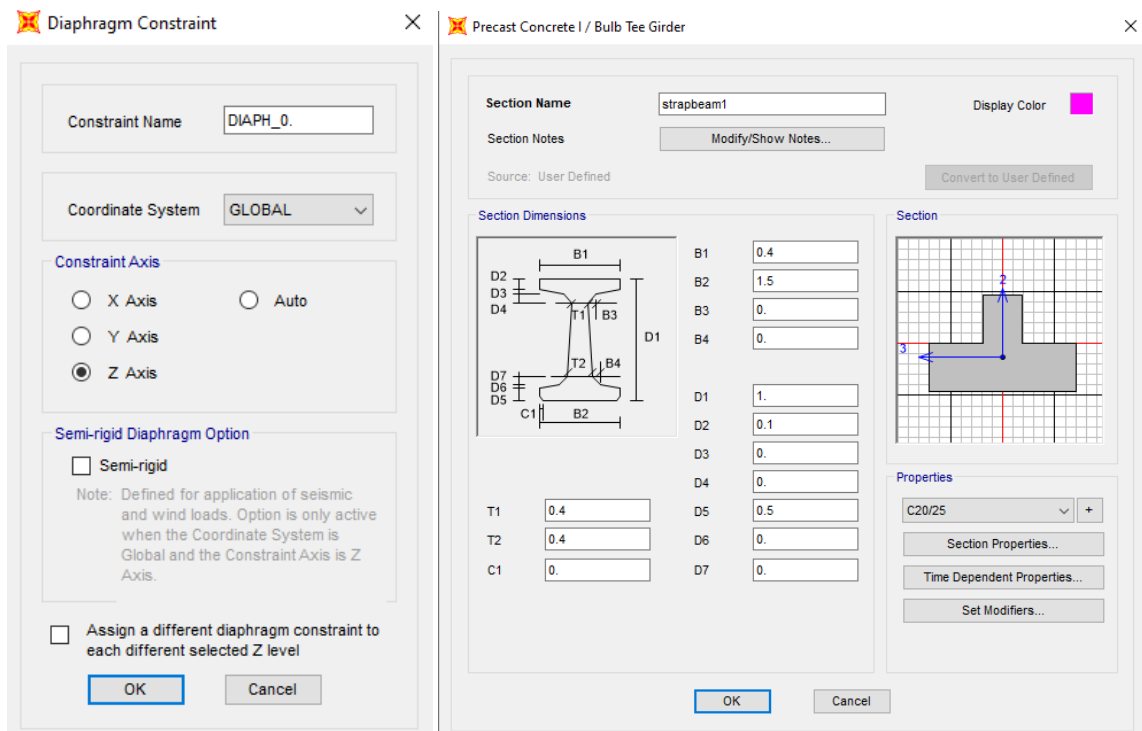 Diaphragm Constraint
Constraint Name
DIAPH_0.
Coordinate System
GLOBAL
Constraint Axis
X Axis
Auto
Y Axis
Z Axis
Semi-rigid Diaphragm Option
Semi-rigid
Note: Defined for application of seismic
and wind loads. Option is only active
when the Coordinate System is
Global and the Constraint Axis is Z
Axis.
Assign a different diaphragm constraint to
each different selected Z level
OK
Cancel
Precast Concrete I / Bulb Tee Girder
Section Name
strapbeam1
Display Color
Section Notes
Modify/Show Notes...
Source: User Defined
Convert to User Defined
Section Dimensions
B1
D2
D3
D4
T1
B3
D1
T2
B4
D7
D6
D5
C1
B2
B1 0.4
B2 1.5
B3 0.
B4 0.
D1 1.
D2 0.1
D3 0.
D4 0.
T1 0.4
D5 0.5
T2 0.4
D6 0.
C1 0.
D7 0.
Section
2
3
Properties
C20/25
+
Section Properties...
Time Dependent Properties...
Set Modifiers...
OK
Cancel